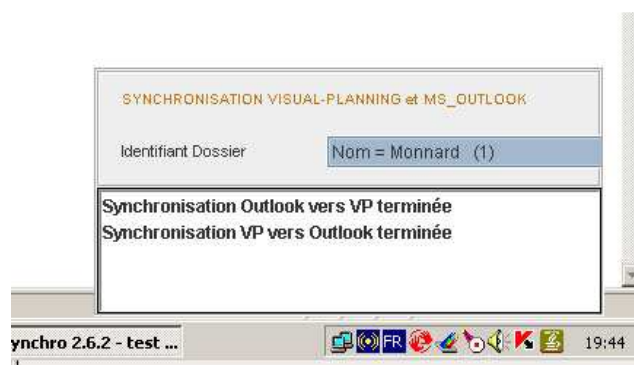 SYNCHRONISATION VISUAL-PLANNING et MS_OUTLOOK
Identifiant Dossier Nom = Monnard (1)
Synchronisation Outlook vers VP terminée
Synchronisation VP vers Outlook terminée
ynchro 2.6.2 - test ... FR 19:44